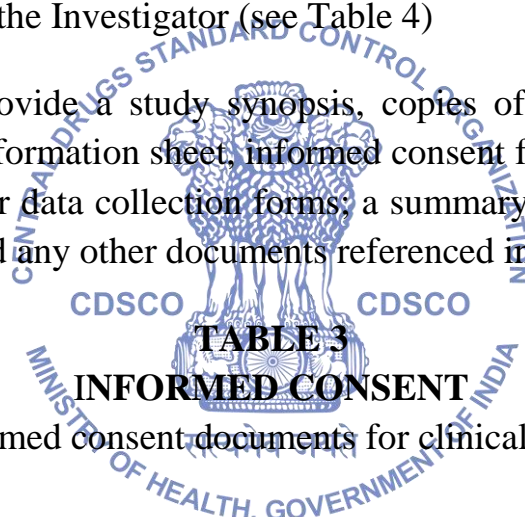 the Investigator (see Table 4)
ovide a study synopsis, copies of
formation sheet, informed consent f
r data collection forms; a summary
d any other documents referenced in
TABLE 3
INFORMED CONSENT
rmed consent documents for clinical
CENTRAL DRUGS STANDARD CONTROL ORGANIZATION
CDSCO CDSCO
MINISTRY OF HEALTH, GOVERNMENT OF INDIA